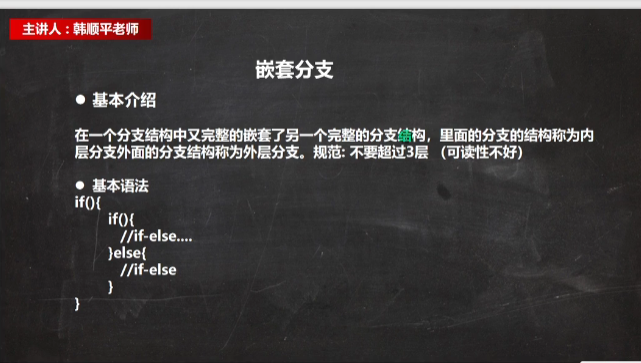 主讲人：韩顺平老师
嵌套分支
● 基本介绍
在一个分支结构中又完整的嵌套了另一个完整的分支结构，里面的分支的结构称为内
层分支外面的分支结构称为外层分支。规范: 不要超过3层 （可读性不好）
● 基本语法
if(){
if(){
//if-else....
}else{
//if-else
}
}